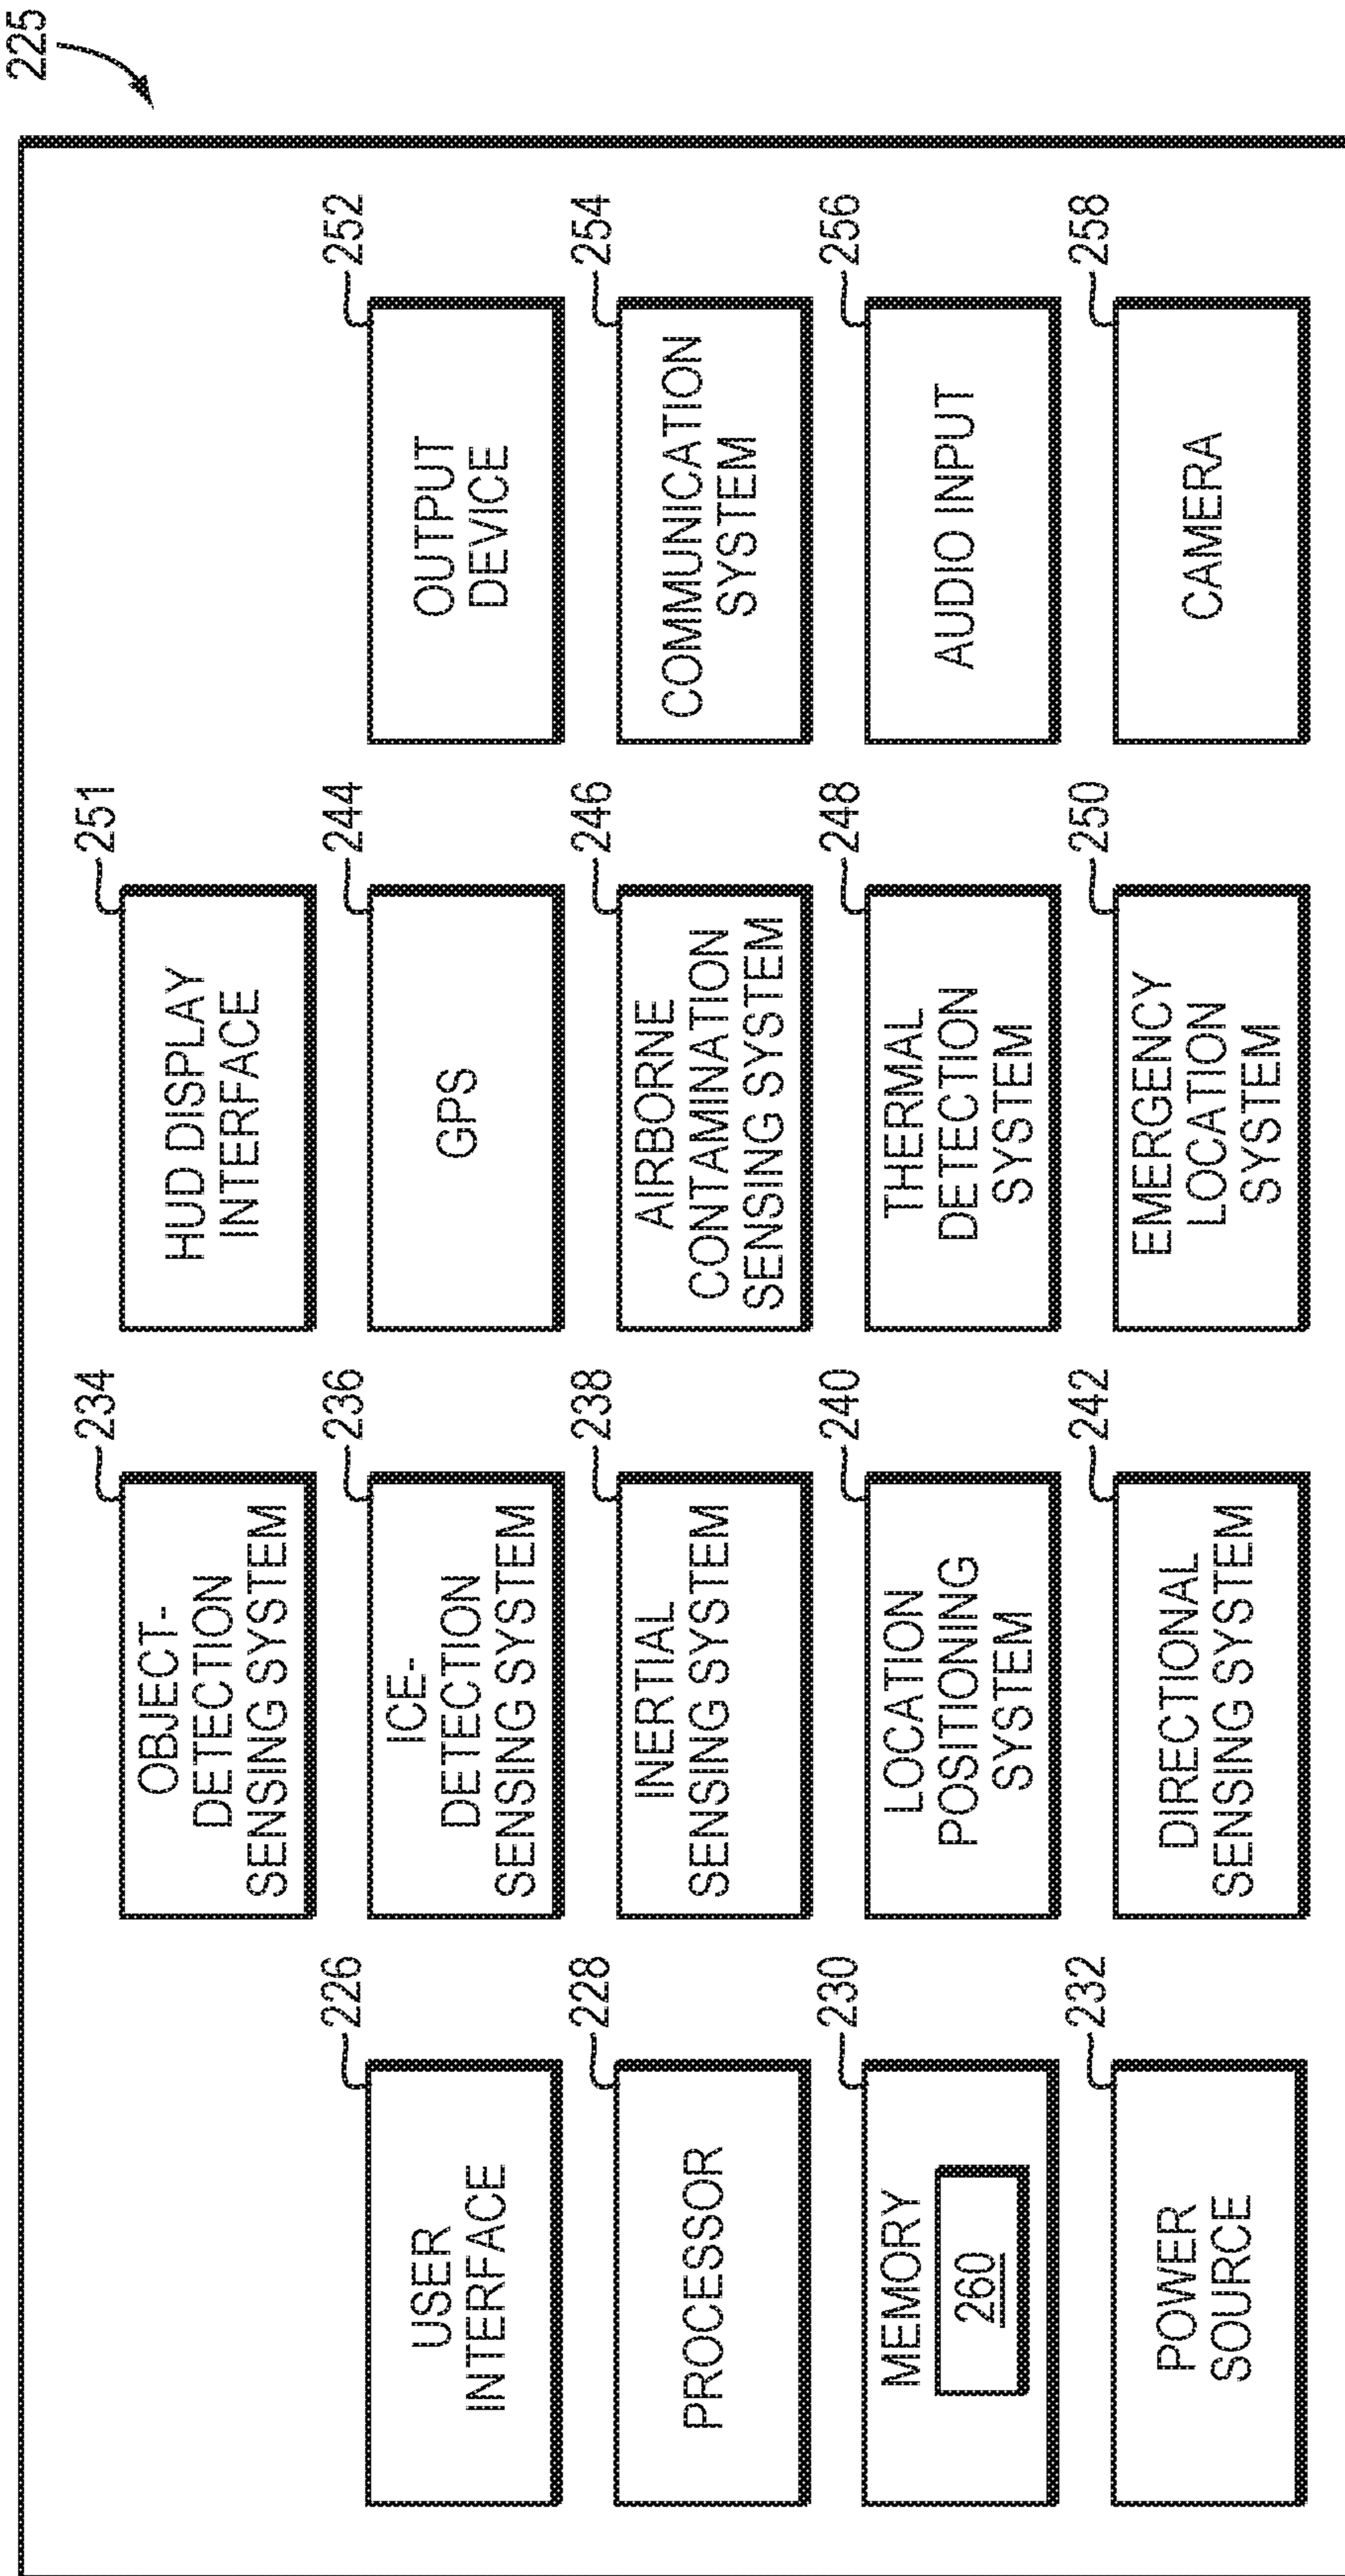 225
226
USER
INTERFACE
228
PROCESSOR
230
MEMORY
260
232
POWER
SOURCE
234
OBJECT-
DETECTION
SENSING SYSTEM
236
ICE-
DETECTION
SENSING SYSTEM
238
INERTIAL
SENSING SYSTEM
240
LOCATION
POSITIONING
SYSTEM
242
DIRECTIONAL
SENSING SYSTEM
251
HUD DISPLAY
INTERFACE
244
GPS
246
AIRBORNE
CONTAMINATION
SENSING SYSTEM
248
THERMAL
DETECTION
SYSTEM
250
EMERGENCY
LOCATION
SYSTEM
252
OUTPUT
DEVICE
254
COMMUNICATION
SYSTEM
256
AUDIO INPUT
258
CAMERA